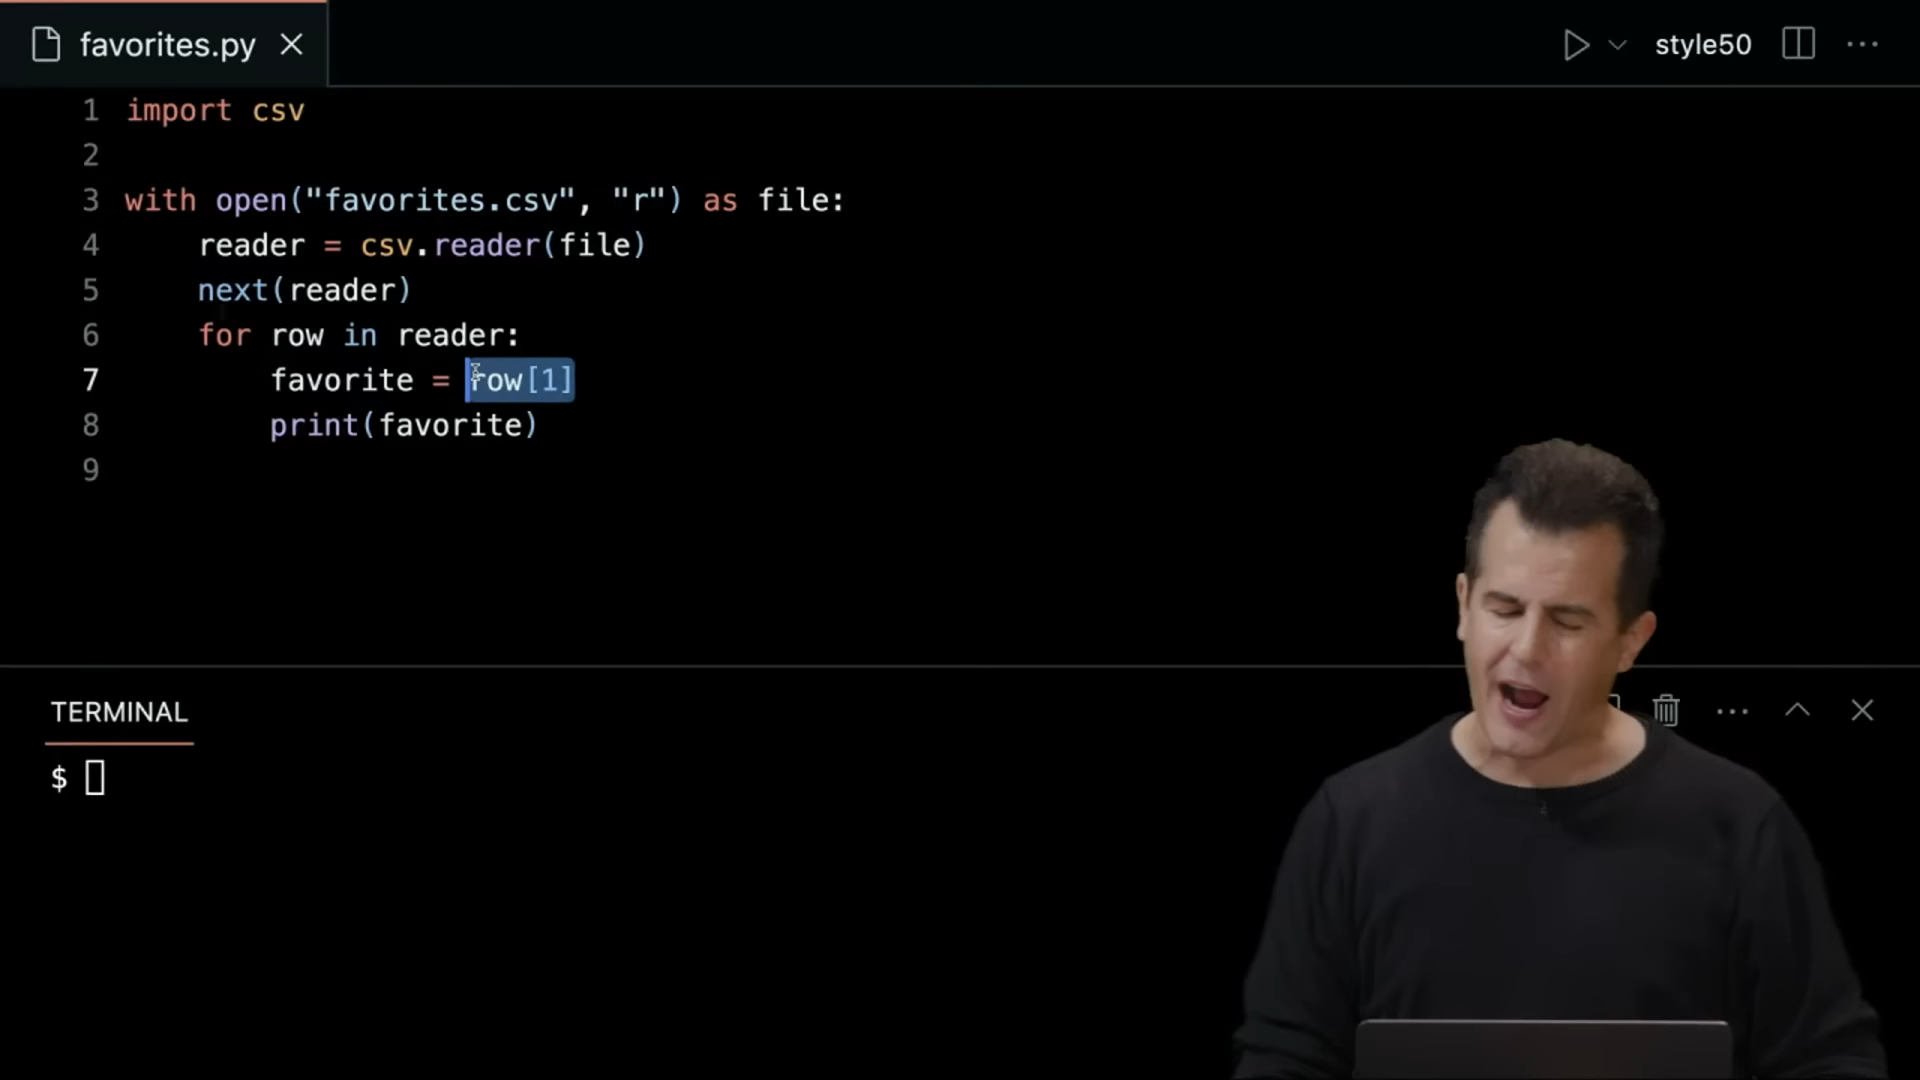 favorites.py
style50
1 import csv
2
3 with open("favorites.csv", "r") as file:
4     reader = csv.reader(file)
5     next(reader)
6     for row in reader:
7         favorite = row[1]
8         print(favorite)
9
TERMINAL
$